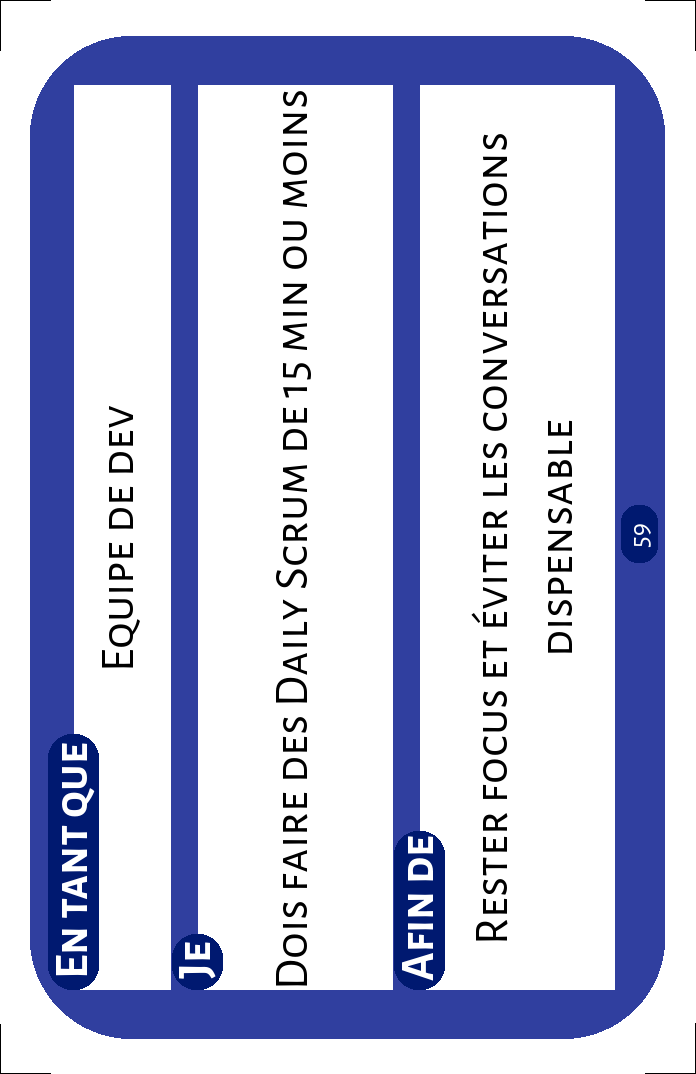 En tant que
Equipe de dev
Je
Dois faire des Daily Scrum de 15 min ou moins
Afin de
Rester focus et éviter les conversations
dispensable
59